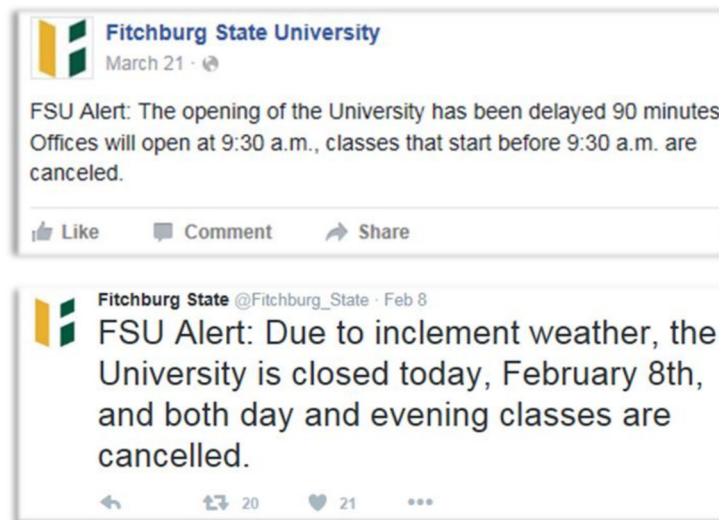 Fitchburg State University
March 21 ·
FSU Alert: The opening of the University has been delayed 90 minutes
Offices will open at 9:30 a.m., classes that start before 9:30 a.m. are
canceled.
Like Comment Share
Fitchburg State @Fitchburg_State · Feb 8
FSU Alert: Due to inclement weather, the
University is closed today, February 8th,
and both day and evening classes are
cancelled.
20 21 •••